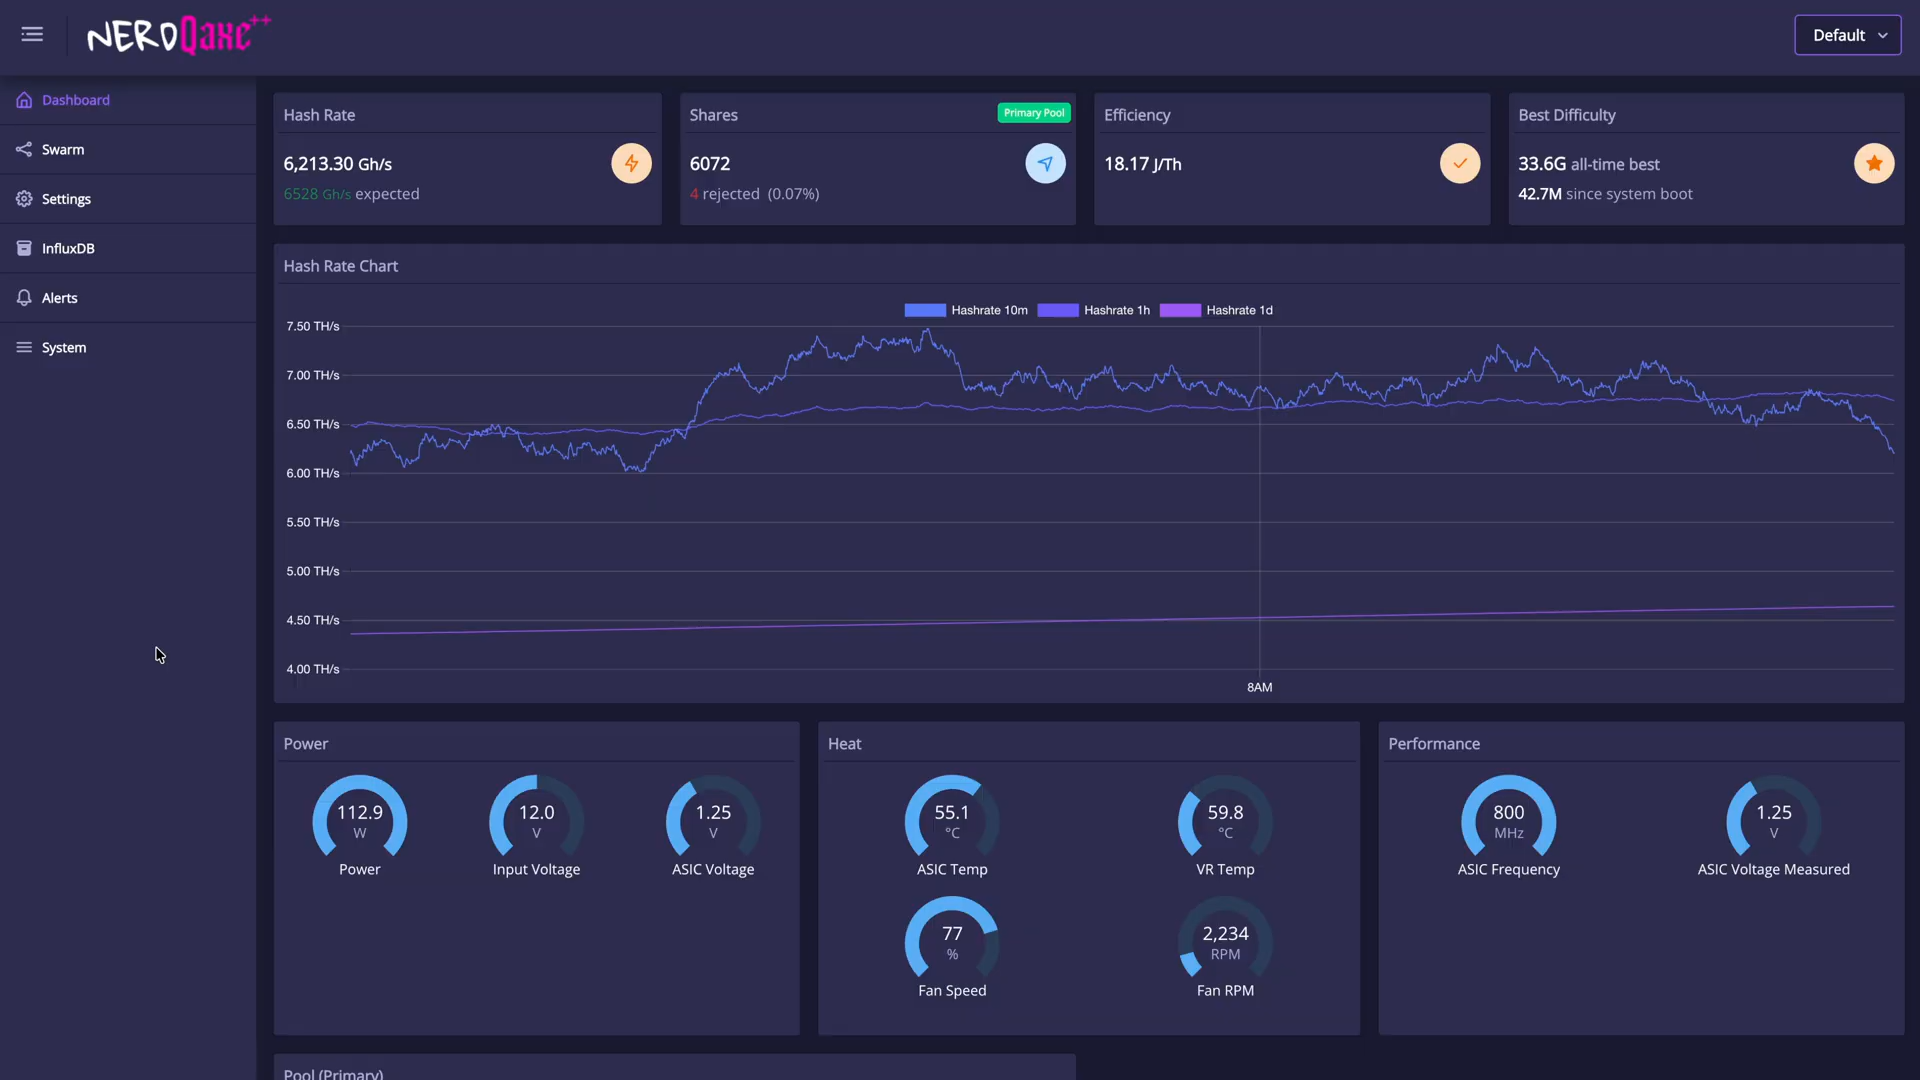 NERDQaxe++
Default
Dashboard
Swarm
Settings
InfluxDB
Alerts
System
Hash Rate
6,213.30 Gh/s
6528 Gh/s expected
Shares
Primary Pool
6072
4 rejected (0.07%)
Efficiency
18.17 J/Th
Best Difficulty
33.6G all-time best
42.7M since system boot
Hash Rate Chart
Hashrate 10m Hashrate 1h Hashrate 1d
7.50 TH/s
7.00 TH/s
6.50 TH/s
6.00 TH/s
5.50 TH/s
5.00 TH/s
4.50 TH/s
4.00 TH/s
8AM
Power
112.9
W
Power
12.0
V
Input Voltage
1.25
V
ASIC Voltage
Heat
55.1
°C
ASIC Temp
59.8
°C
VR Temp
77
%
Fan Speed
2,234
RPM
Fan RPM
Performance
800
MHz
ASIC Frequency
1.25
V
ASIC Voltage Measured
Pool (Primary)